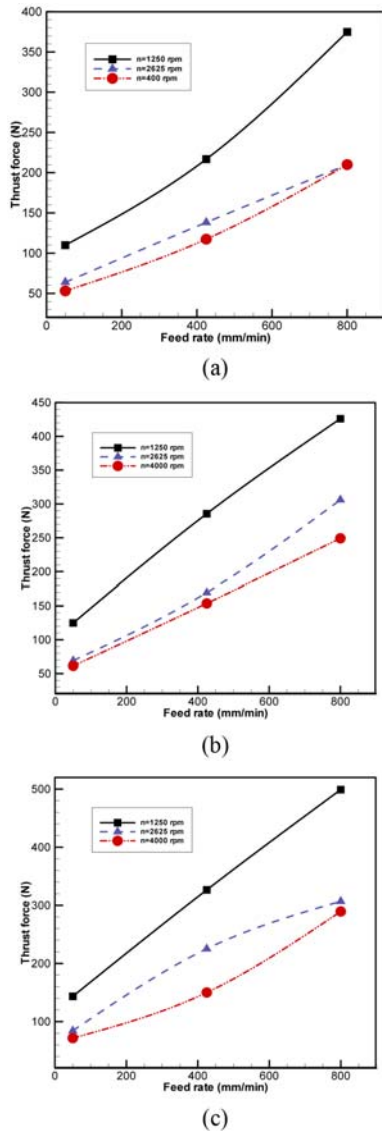 400
350
300
250
200
150
100
50
Thrust force (N)
n=1250 rpm
n=2625 rpm
n=400 rpm
0 200 400 600 800
Feed rate (mm/min)
(a)
450
400
350
300
250
200
150
100
50
Thrust force (N)
n=1250 rpm
n=2625 rpm
n=4000 rpm
0 200 400 600 800
Feed rate (mm/min)
(b)
500
400
300
200
100
Thrust force (N)
n=1250 rpm
n=2625 rpm
n=4000 rpm
0 200 400 600 800
Feed rate (mm/min)
(c)